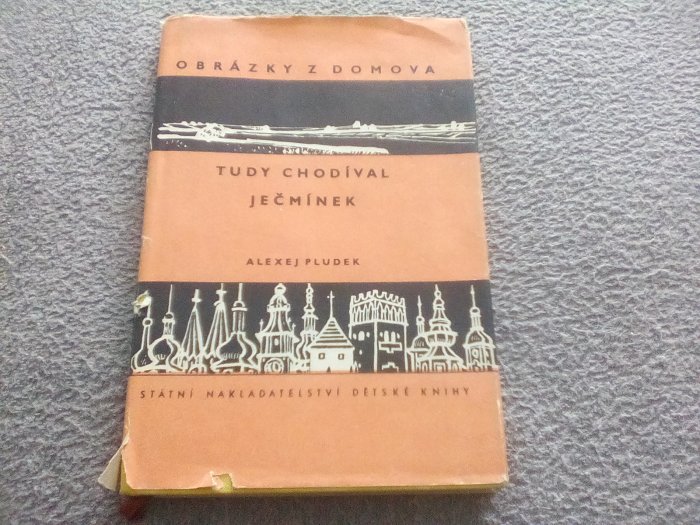 OBRÁZKY Z DOMOVA
TUDY CHODÍVAL
JEČMÍNEK
ALEXEJ PLUDEK
STÁTNÍ NAKLADATELSTVÍ DĚTSKÉ KNIHY